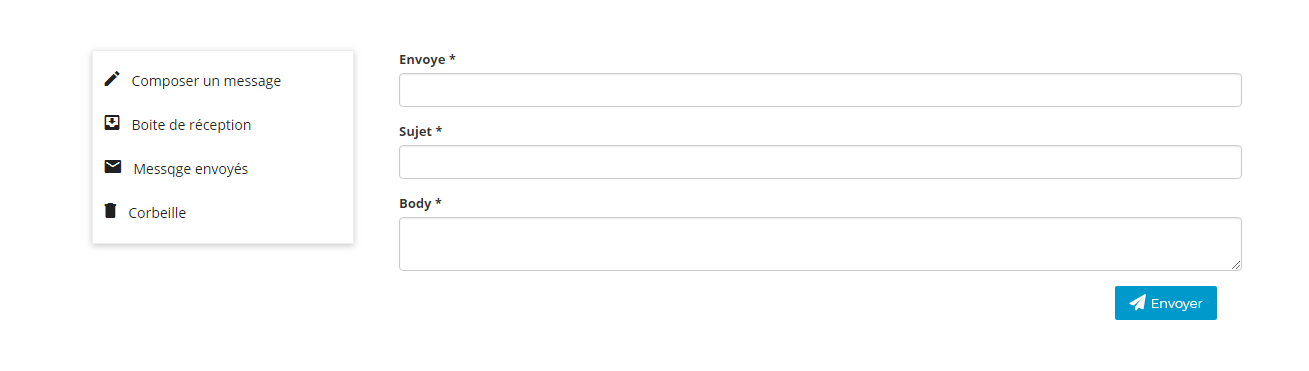 Composer un message
Boite de réception
Messqge envoyés
Corbeille
Envoye *
Sujet *
Body *
Envoyer